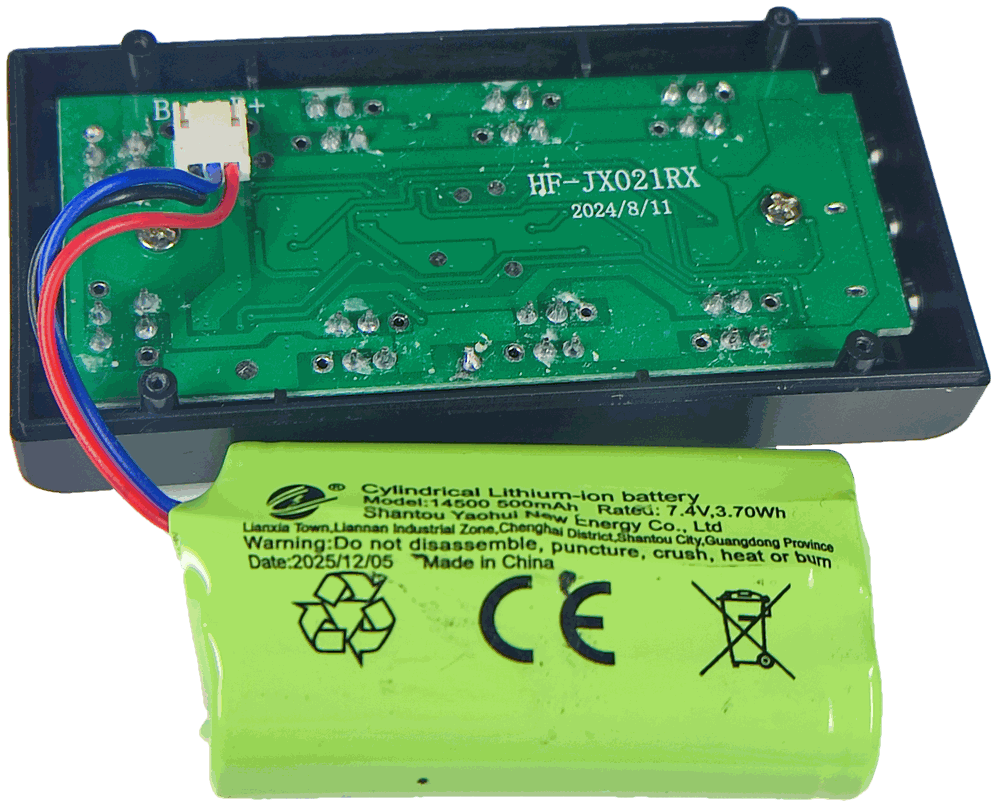 B- B+
HF-JX021RX
2024/8/11
®
Cylindrical Lithium-ion battery
Model:14500 500mAh Rated: 7.4V,3.70Wh
Shantou Yaohui New Energy Co., Ltd
Lianxia Town,Liannan Industrial Zone,Chenghai District,Shantou City,Guangdong Province
Warning:Do not disassemble, puncture, crush, heat or burn
Date:2025/12/05 Made in China
CE